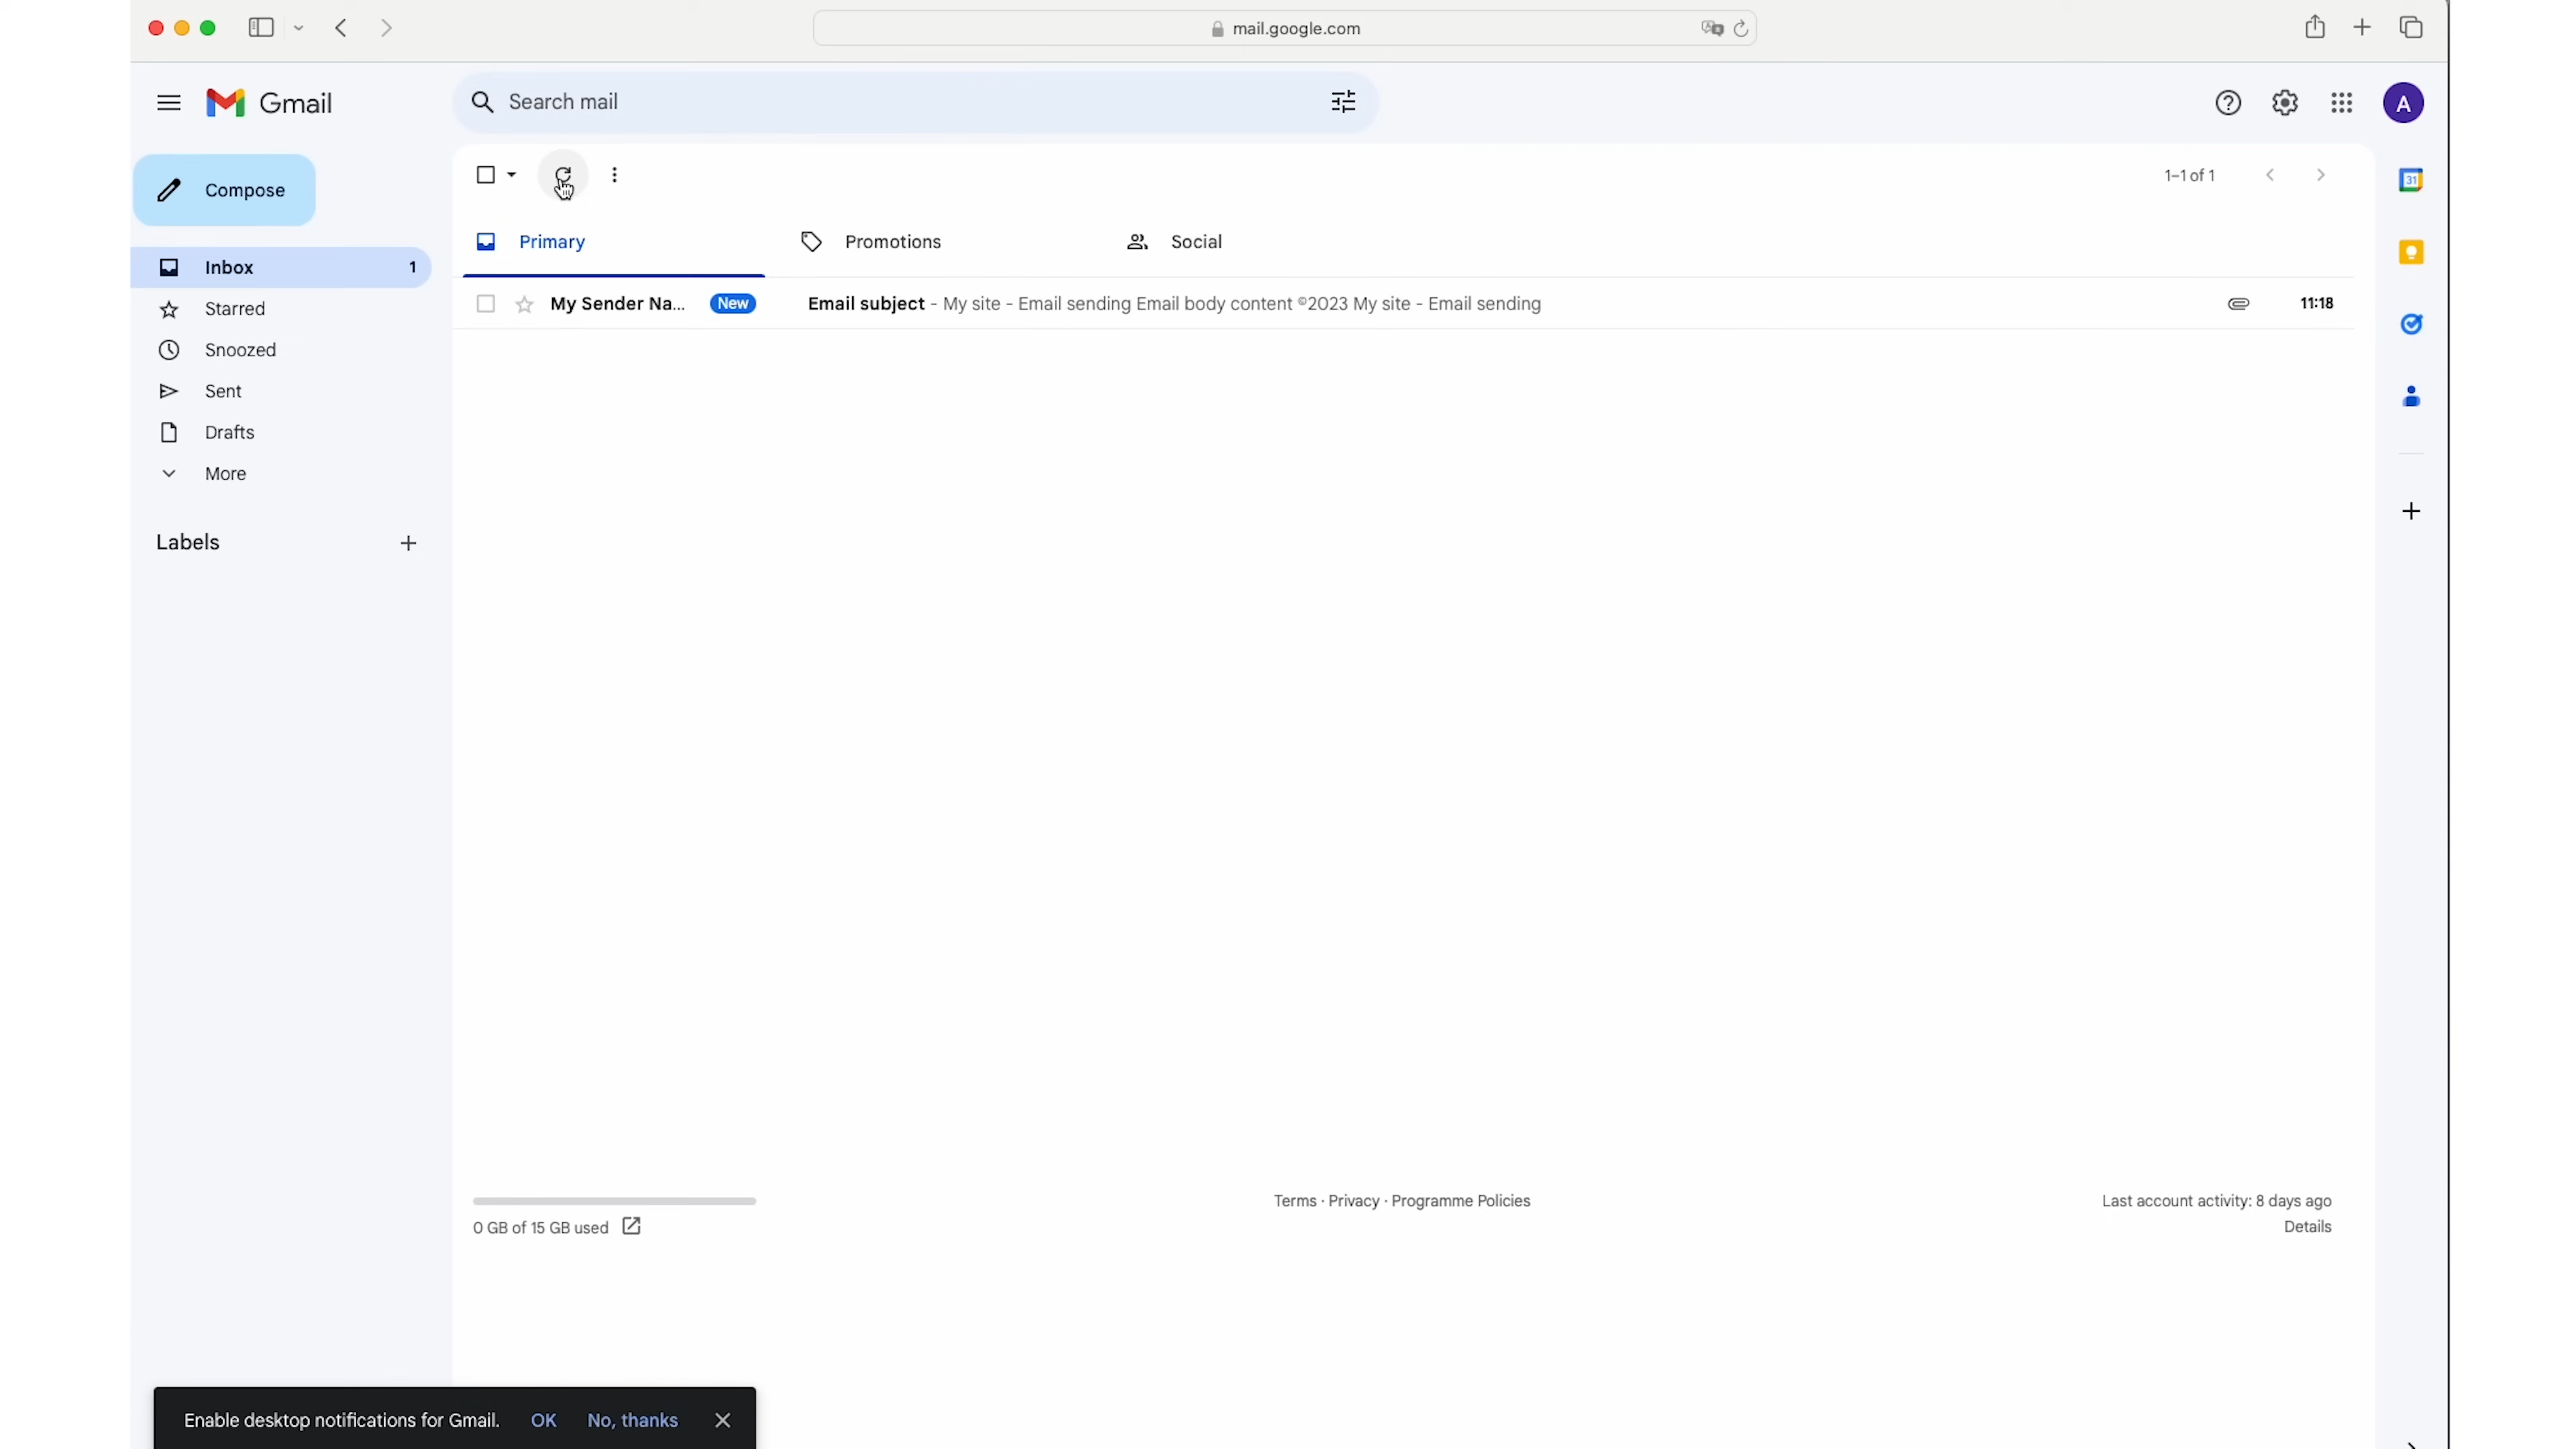 mail.google.com
Gmail
Search mail
A
Compose
1–1 of 1
31
Primary
Promotions
Social
Inbox 1
My Sender Na... New Email subject - My site - Email sending Email body content ©2023 My site - Email sending 11:18
Starred
Snoozed
Sent
Drafts
More
Labels
Terms · Privacy · Programme Policies
Last account activity: 8 days ago
0 GB of 15 GB used
Details
Enable desktop notifications for Gmail. OK No, thanks